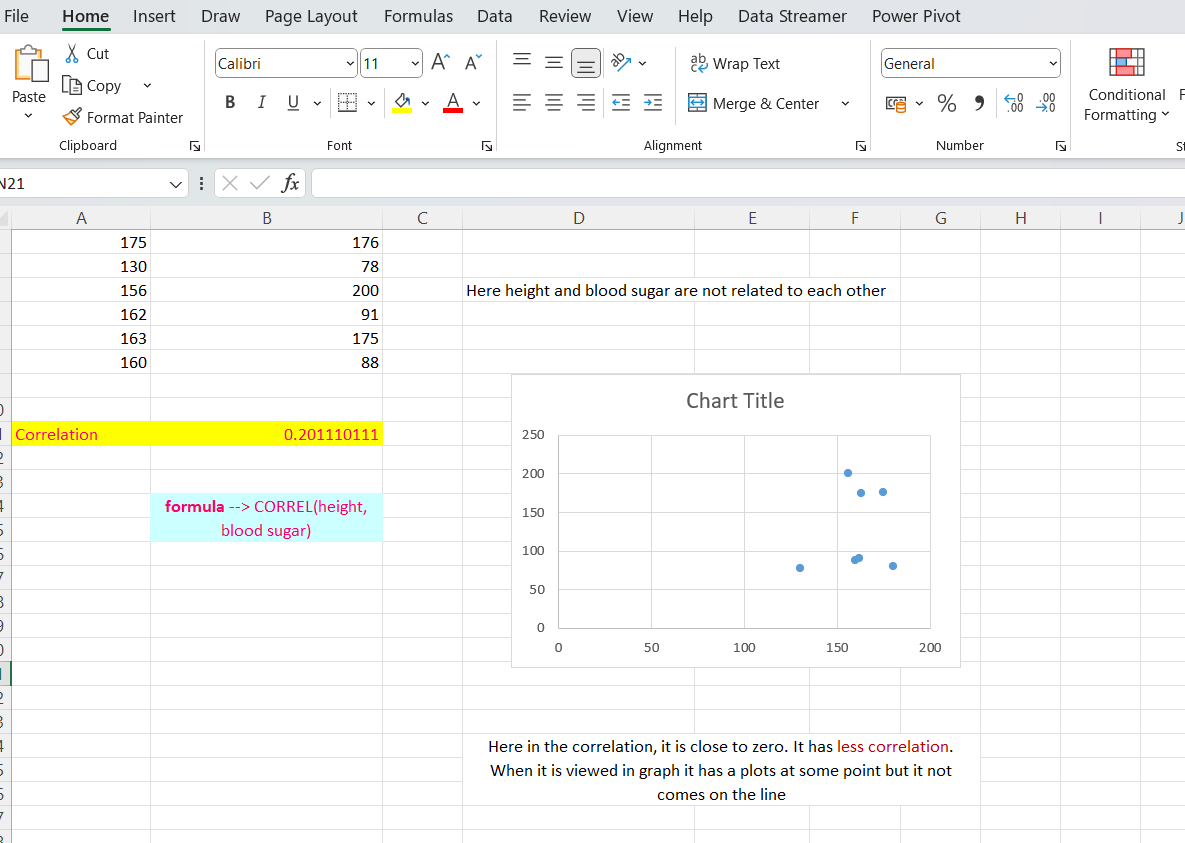 File Home Insert Draw Page Layout Formulas Data Review View Help Data Streamer Power Pivot
Paste
Cut
Copy
Format Painter
Clipboard
Calibri 11
B I U A
Font
ab Wrap Text
Merge & Center
Alignment
General
% .00 .00
Number
Conditional
Formatting
N21 fx
A B C D E F G H I J
175 176
130 78
156 200 Here height and blood sugar are not related to each other
162 91
163 175
160 88
Correlation 0.201110111
formula --> CORREL(height,
blood sugar)
Chart Title
250
200
150
100
50
0
0 50 100 150 200
Here in the correlation, it is close to zero. It has less correlation.
When it is viewed in graph it has a plots at some point but it not
comes on the line